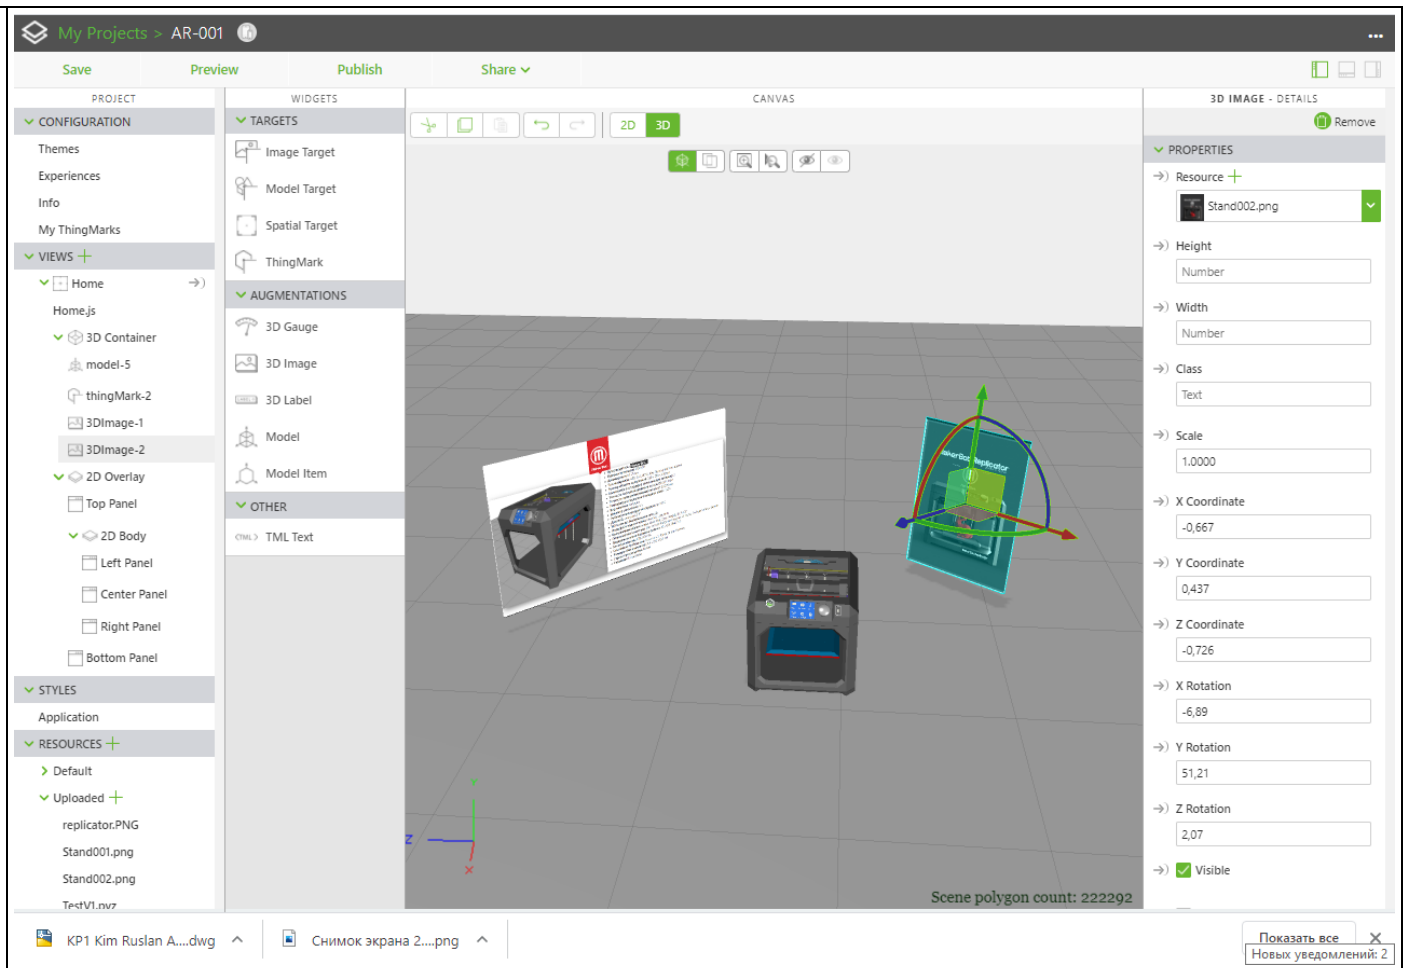 My Projects > AR-001
...
Save Preview Publish Share
PROJECT
CONFIGURATION
Themes
Experiences
Info
My ThingMarks
VIEWS
Home
Home.js
3D Container
model-5
thingMark-2
3DImage-1
3DImage-2
2D Overlay
Top Panel
2D Body
Left Panel
Center Panel
Right Panel
Bottom Panel
STYLES
Application
RESOURCES
Default
Uploaded
replicator.PNG
Stand001.png
Stand002.png
TestV1.pvz
WIDGETS
TARGETS
Image Target
Model Target
Spatial Target
ThingMark
AUGMENTATIONS
3D Gauge
3D Image
3D Label
Model
Model Item
OTHER
TML Text
CANVAS
2D 3D
Z
X
Scene polygon count: 222292
3D IMAGE - DETAILS
Remove
PROPERTIES
Resource
Stand002.png
Height
Number
Width
Number
Class
Text
Scale
1.0000
X Coordinate
-0,667
Y Coordinate
0,437
Z Coordinate
-0,726
X Rotation
-6,89
Y Rotation
51,21
Z Rotation
2,07
Visible
KP1 Kim Ruslan A....dwg
Снимок экрана 2....png
Показать все
Новых уведомлений: 2